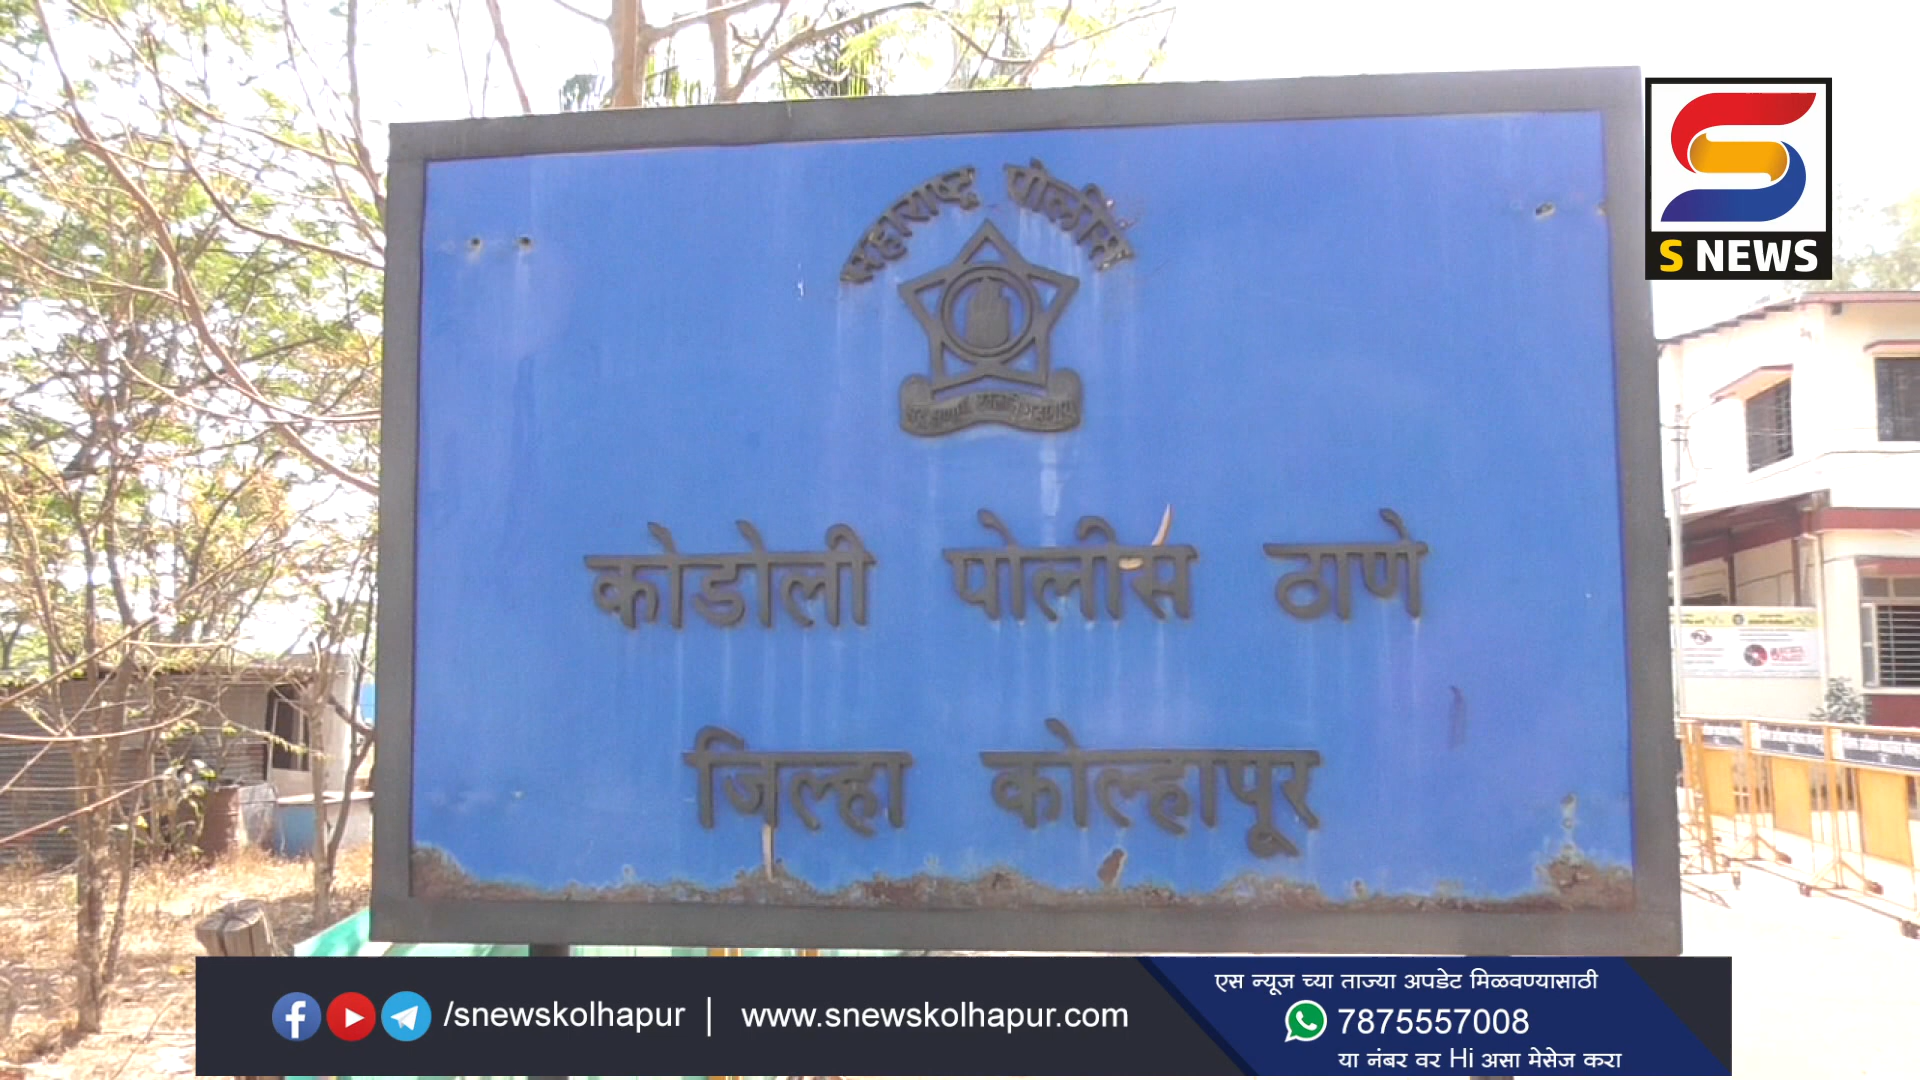 महाराष्ट्र पोलीस
कोडोली पोलीस ठाणे
जिल्हा कोल्हापूर
S NEWS
/snewskolhapur | www.snewskolhapur.com
एस न्यूज च्या ताज्या अपडेट मिळवण्यासाठी
7875557008
या नंबर वर Hi असा मेसेज करा